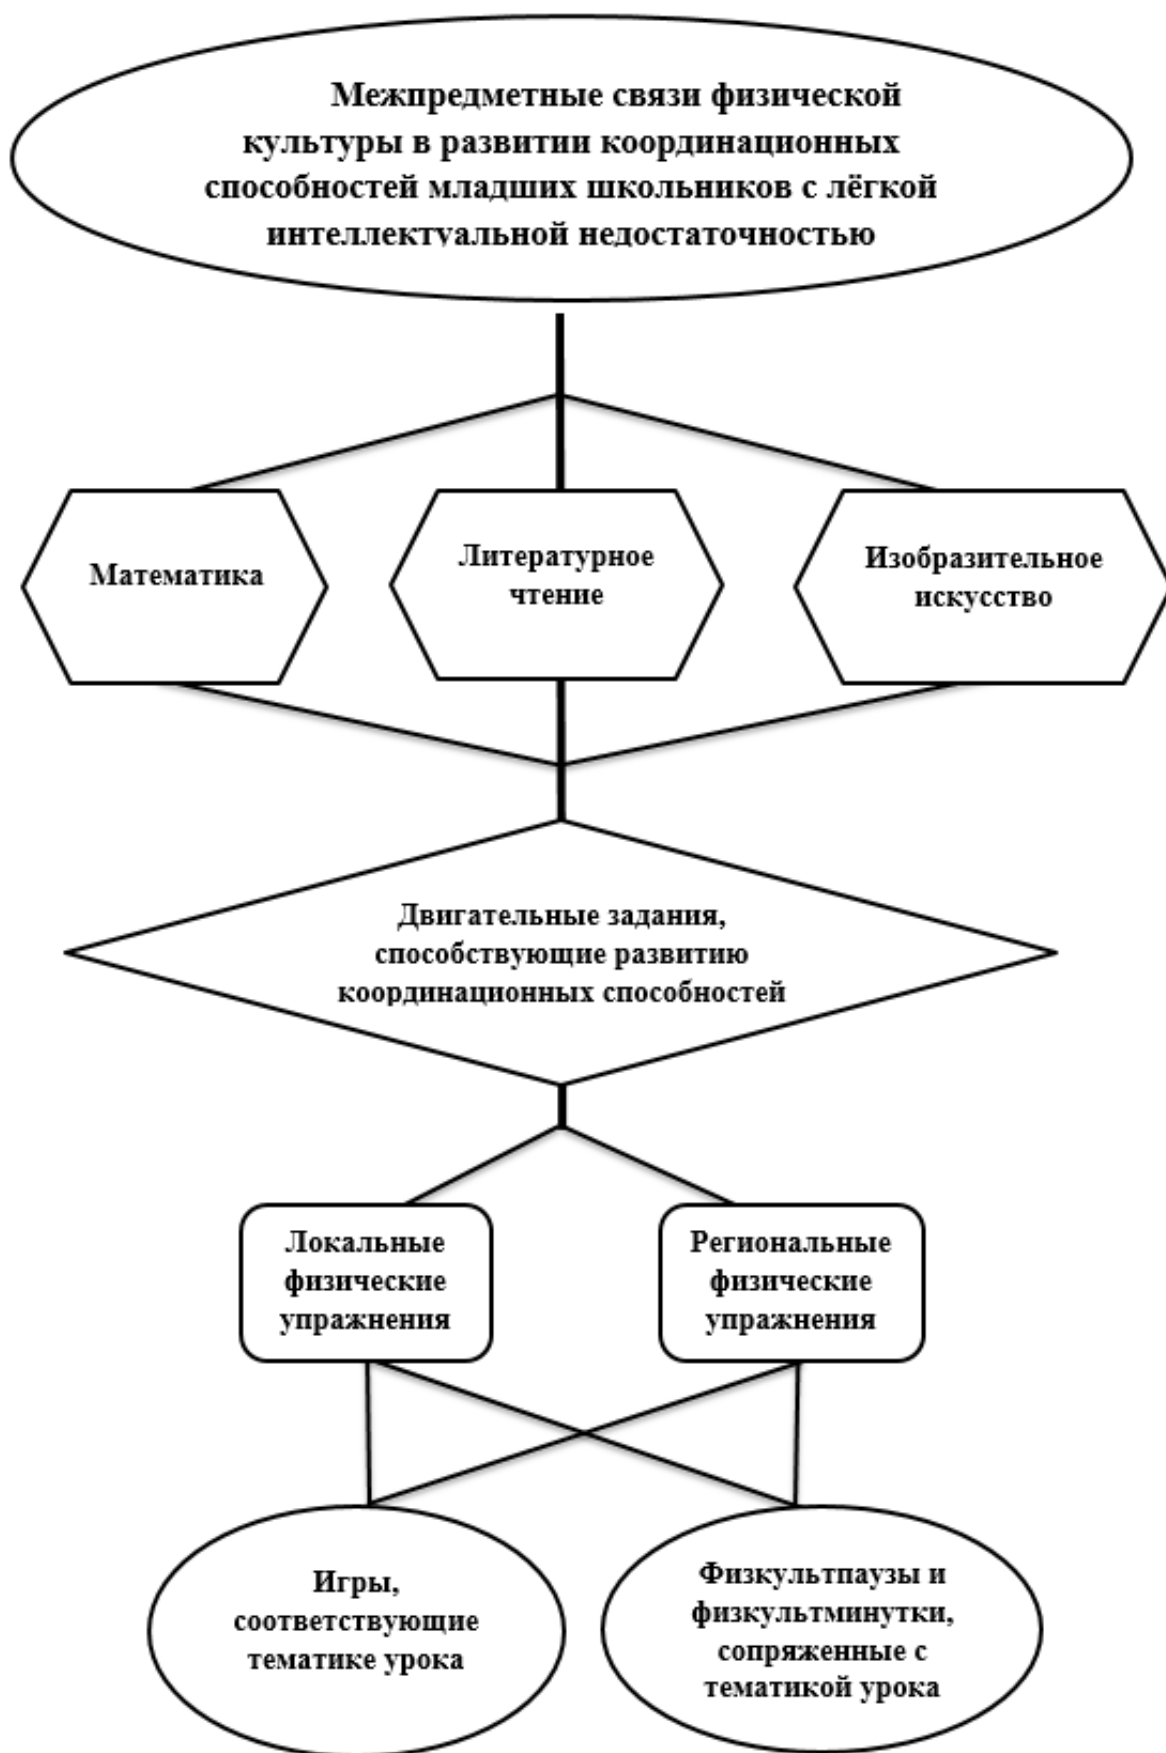 Межпредметные связи физической
культуры в развитии координационных
способностей младших школьников с лёгкой
интеллектуальной недостаточностью
Математика
Литературное
чтение
Изобразительное
искусство
Двигательные задания,
способствующие развитию
координационных способностей
Локальные
физические
упражнения
Региональные
физические
упражнения
Игры,
соответствующие
тематике урока
Физкультпаузы и
физкультминутки,
сопряженные с
тематикой урока